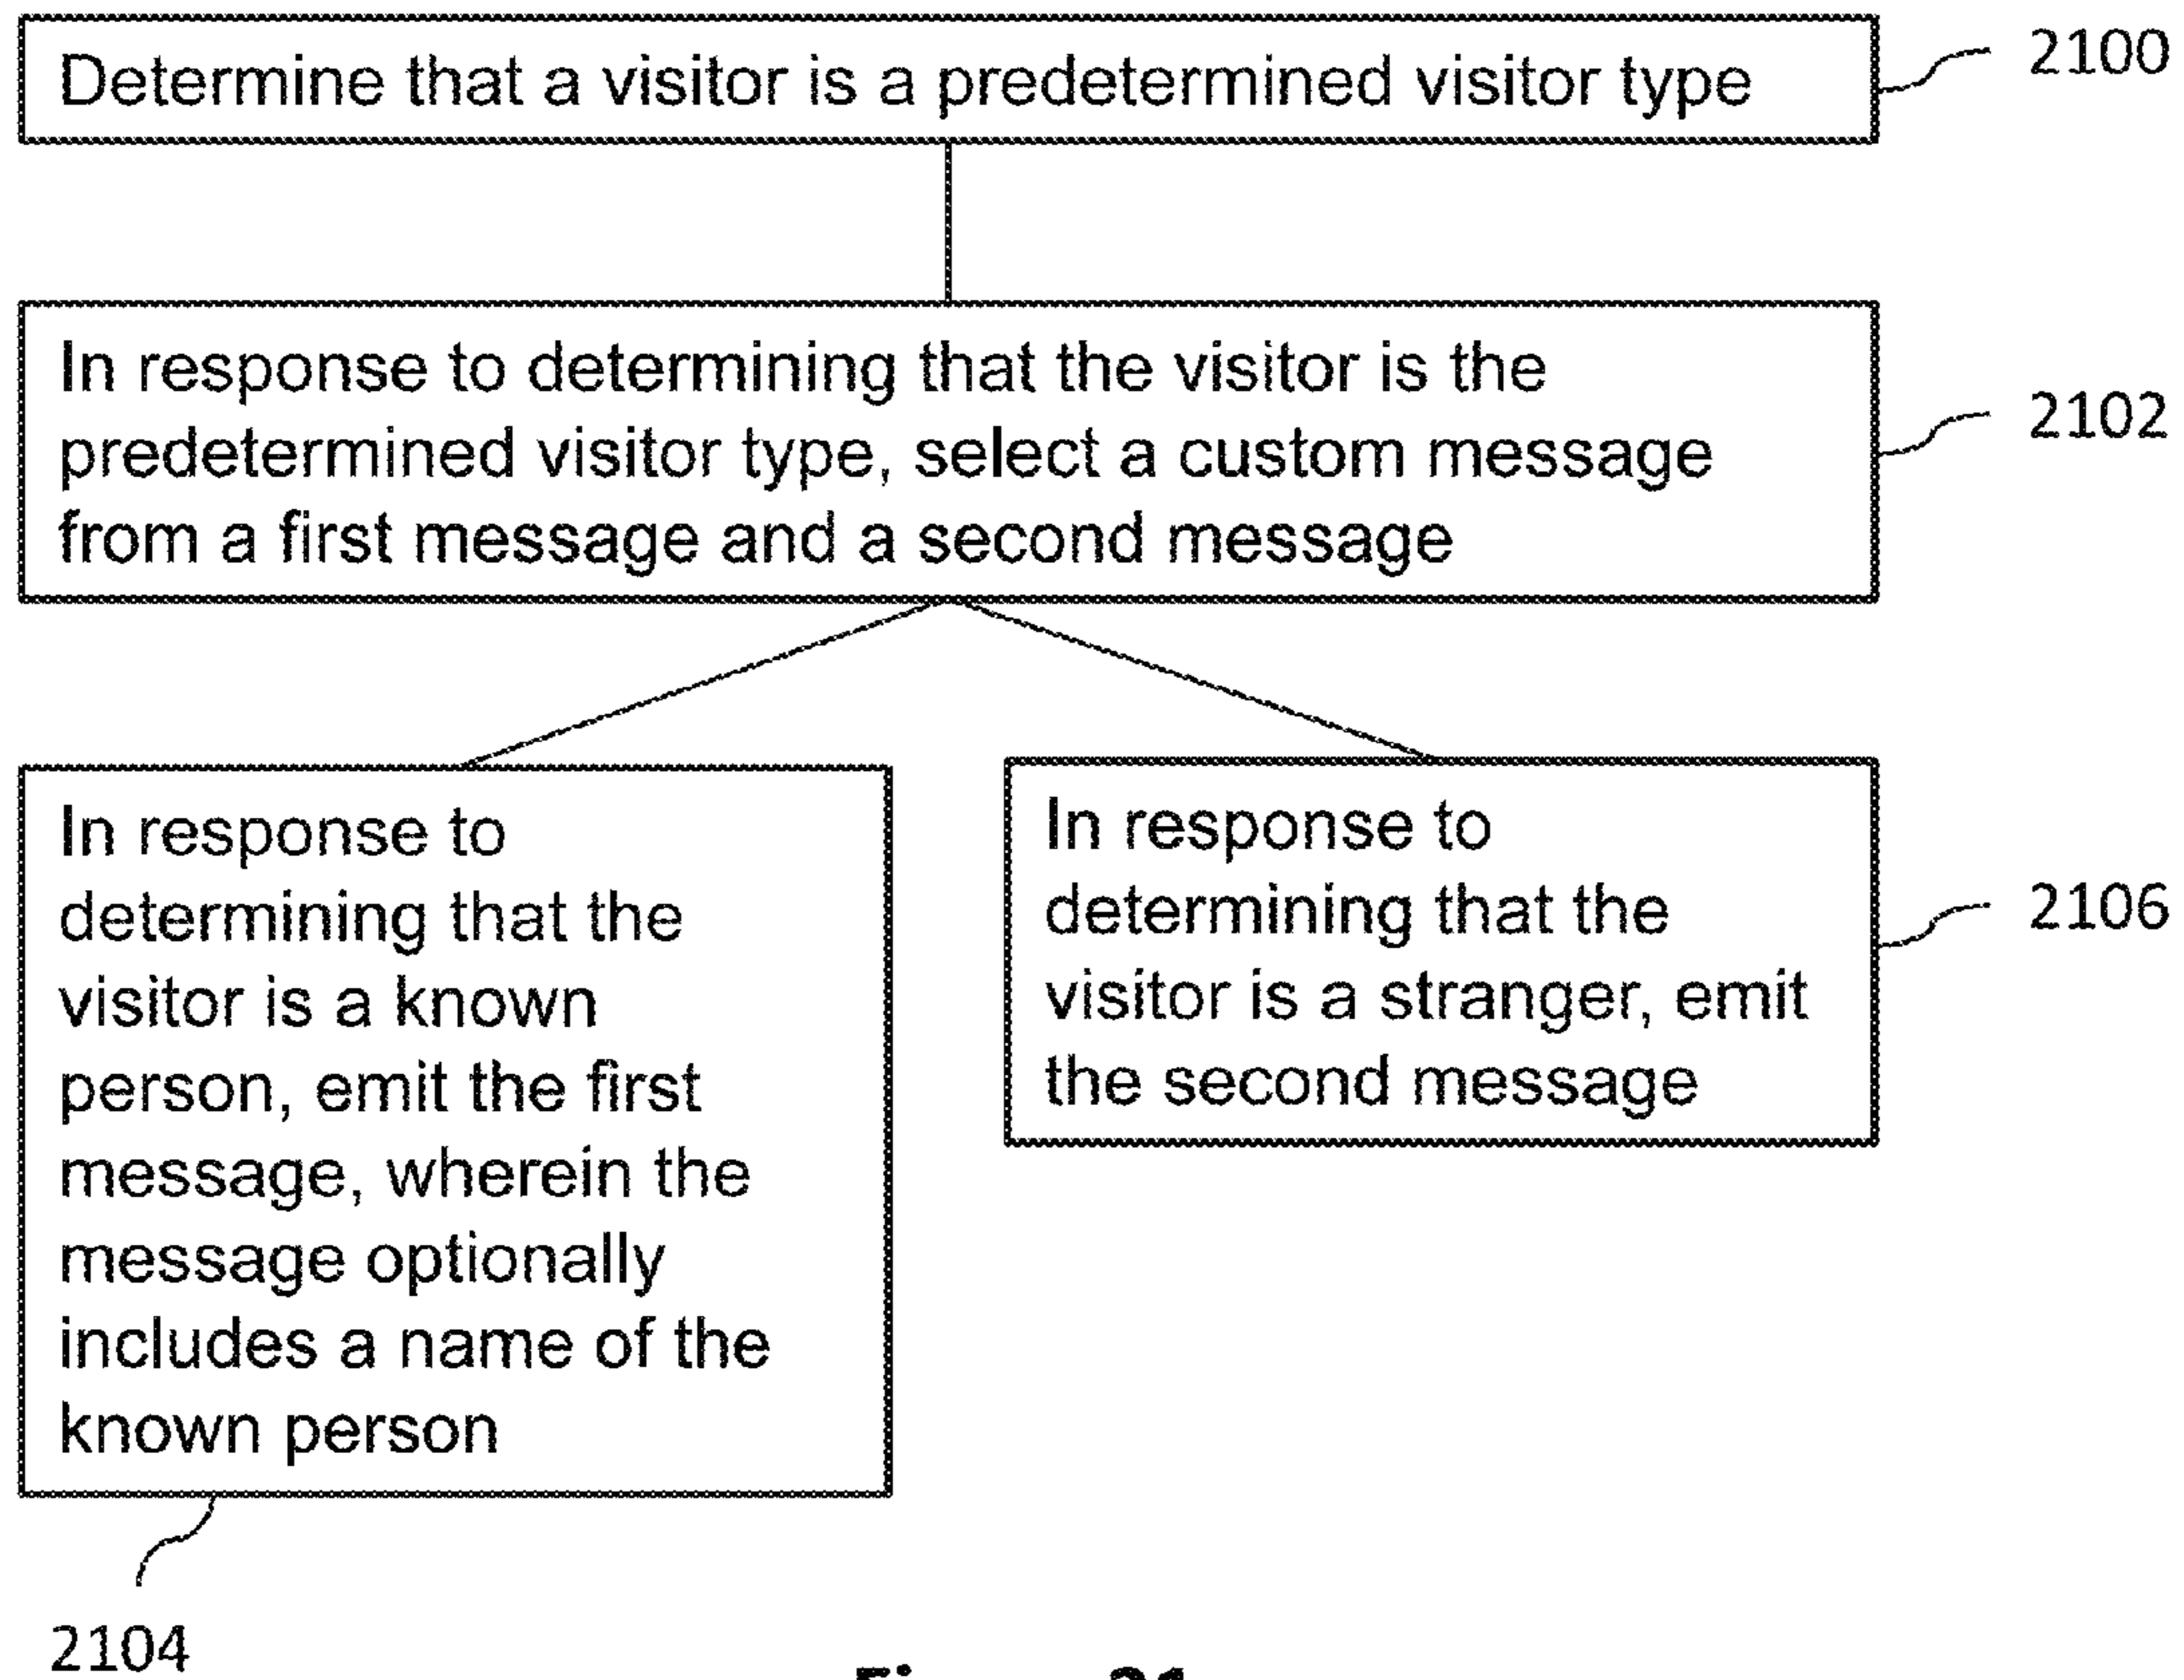 Determine that a visitor is a predetermined visitor type
2100
In response to determining that the visitor is the
predetermined visitor type, select a custom message
from a first message and a second message
2102
In response to
determining that the
visitor is a known
person, emit the first
message, wherein the
message optionally
includes a name of the
known person
2104
In response to
determining that the
visitor is a stranger, emit
the second message
2106